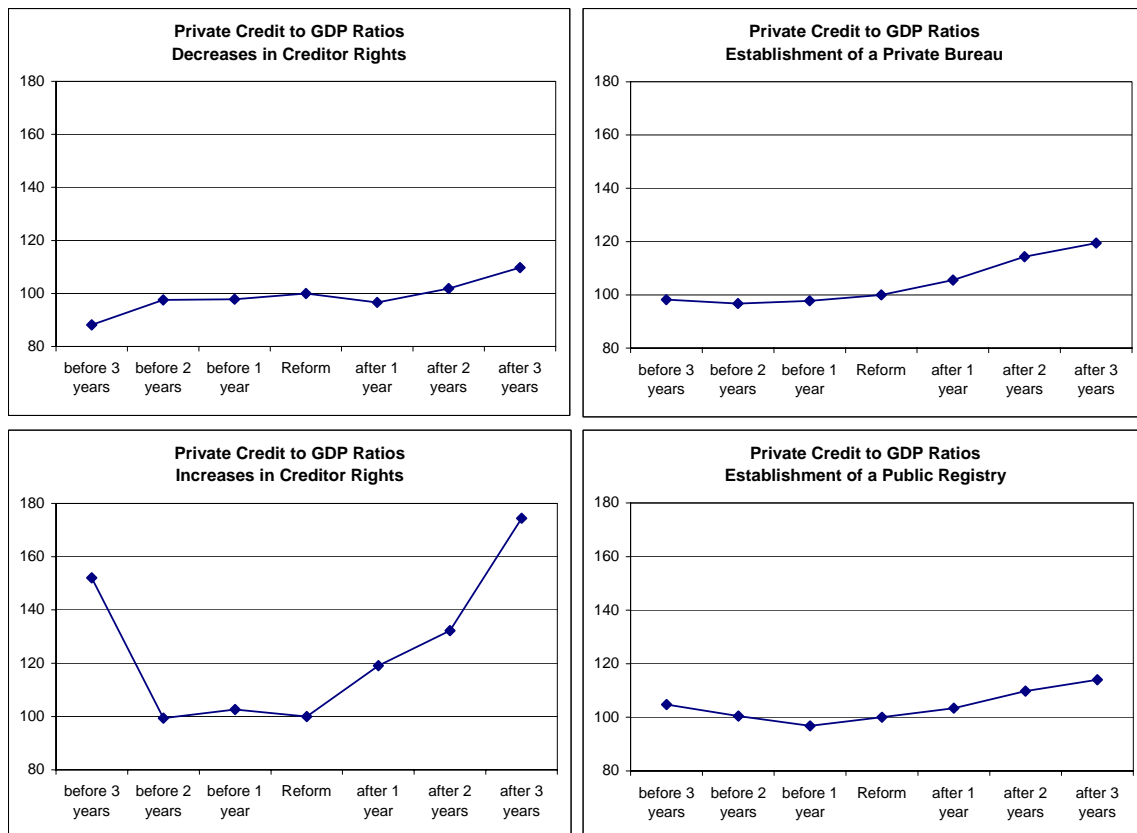 Private Credit to GDP Ratios
Decreases in Creditor Rights
180
160
140
120
100
80
before 3 years
before 2 years
before 1 year
Reform
after 1 year
after 2 years
after 3 years
Private Credit to GDP Ratios
Establishment of a Private Bureau
180
160
140
120
100
80
before 3 years
before 2 years
before 1 year
Reform
after 1 year
after 2 years
after 3 years
Private Credit to GDP Ratios
Increases in Creditor Rights
180
160
140
120
100
80
before 3 years
before 2 years
before 1 year
Reform
after 1 year
after 2 years
after 3 years
Private Credit to GDP Ratios
Establishment of a Public Registry
180
160
140
120
100
80
before 3 years
before 2 years
before 1 year
Reform
after 1 year
after 2 years
after 3 years